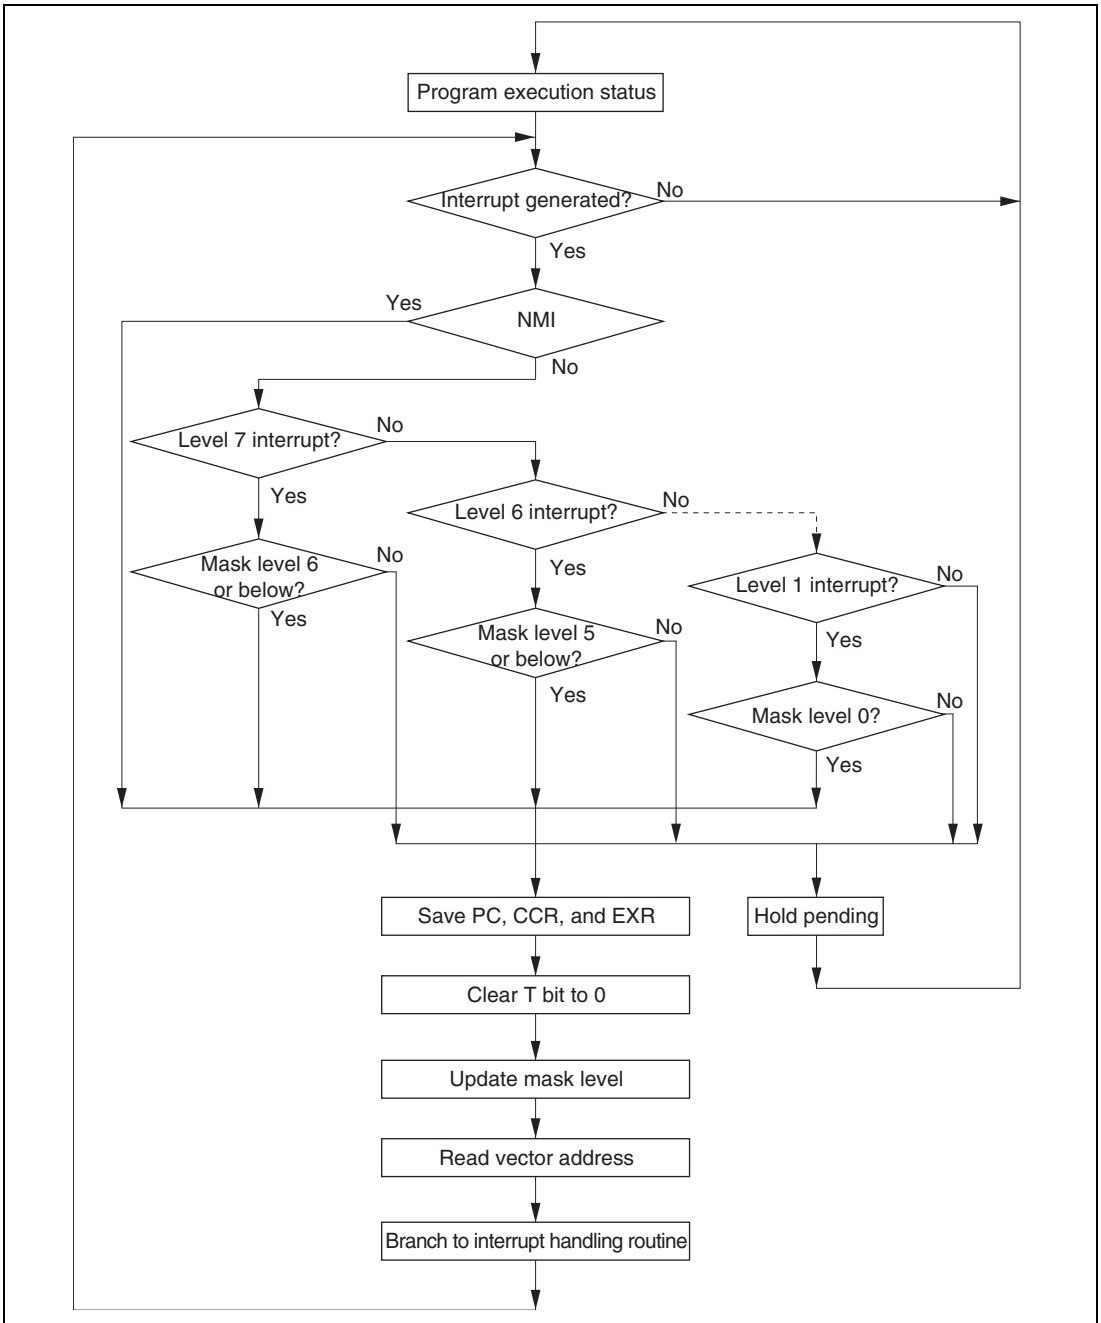 Program execution status
Interrupt generated?
No
Yes
Yes
NMI
No
Level 7 interrupt?
No
Yes
Level 6 interrupt?
No
Mask level 6
or below?
No
Yes
Level 1 interrupt?
No
Yes
Mask level 5
or below?
No
Yes
Yes
Mask level 0?
No
Yes
Save PC, CCR, and EXR
Hold pending
Clear T bit to 0
Update mask level
Read vector address
Branch to interrupt handling routine